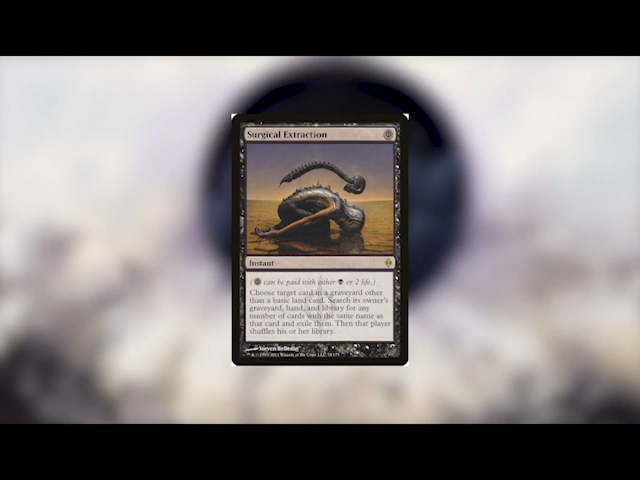 Surgical Extraction
Instant
( can be paid with either or 2 life.)
Choose target card in a graveyard other
than a basic land card. Search its owner's
graveyard, hand, and library for any
number of cards with the same name as
that card and exile them. Then that player
shuffles his or her library.
Steven Belledin